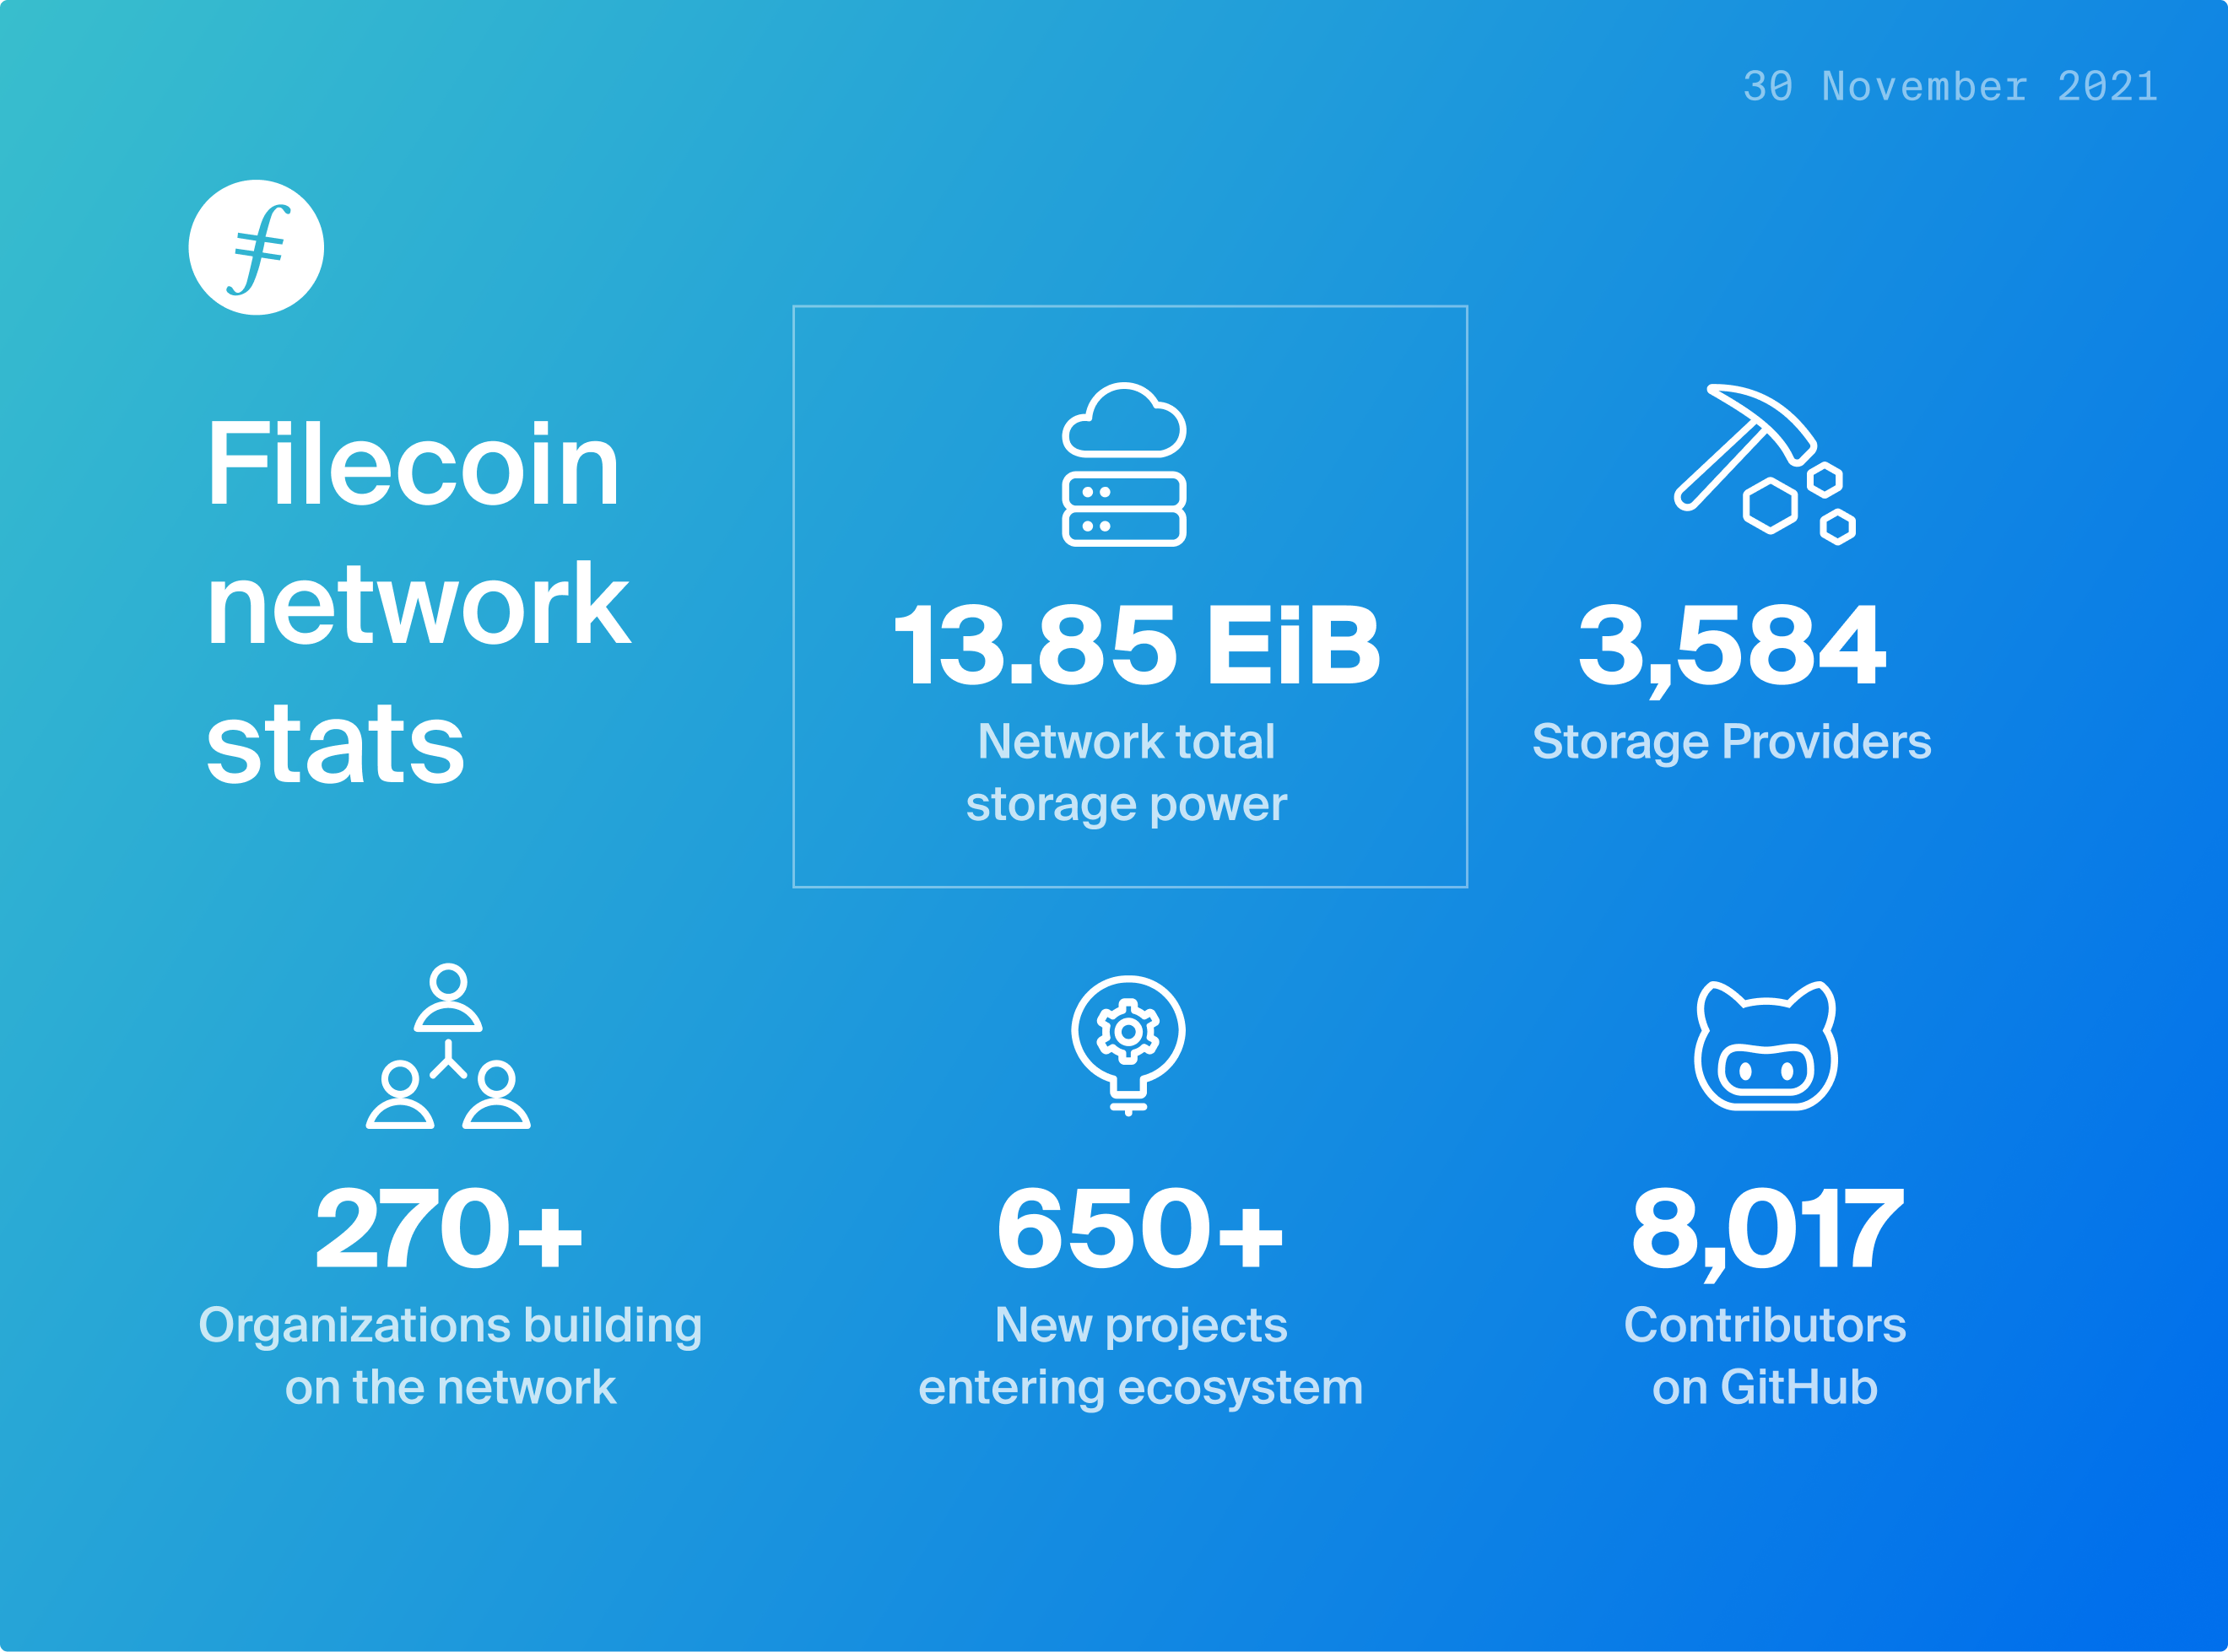 30 November 2021
Filecoin
network
stats
13.85 EiB
Network total
storage power
3,584
Storage Providers
270+
Organizations building
on the network
650+
New projects
entering ecosystem
8,017
Contributors
on GitHub